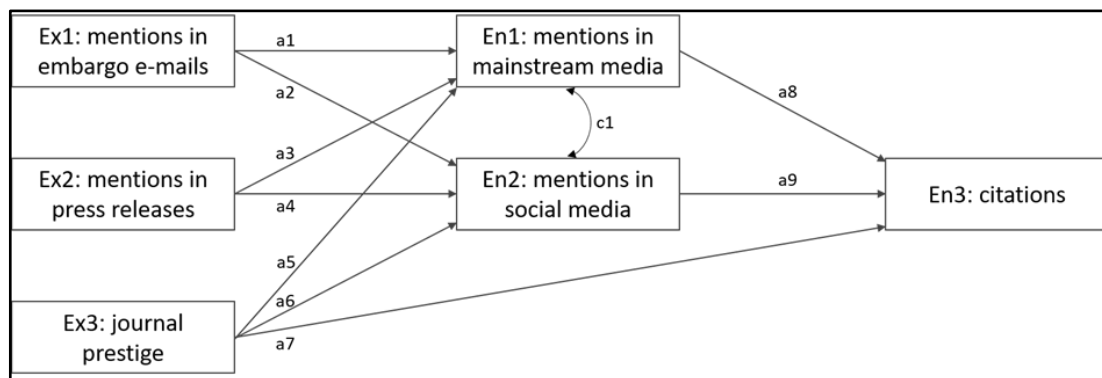 Ex1: mentions in
embargo e-mails
a1
a2
En1: mentions in
mainstream media
a8
a3
c1
Ex2: mentions in
press releases
a4
En2: mentions in
social media
a9
En3: citations
a5
a6
a7
Ex3: journal
prestige